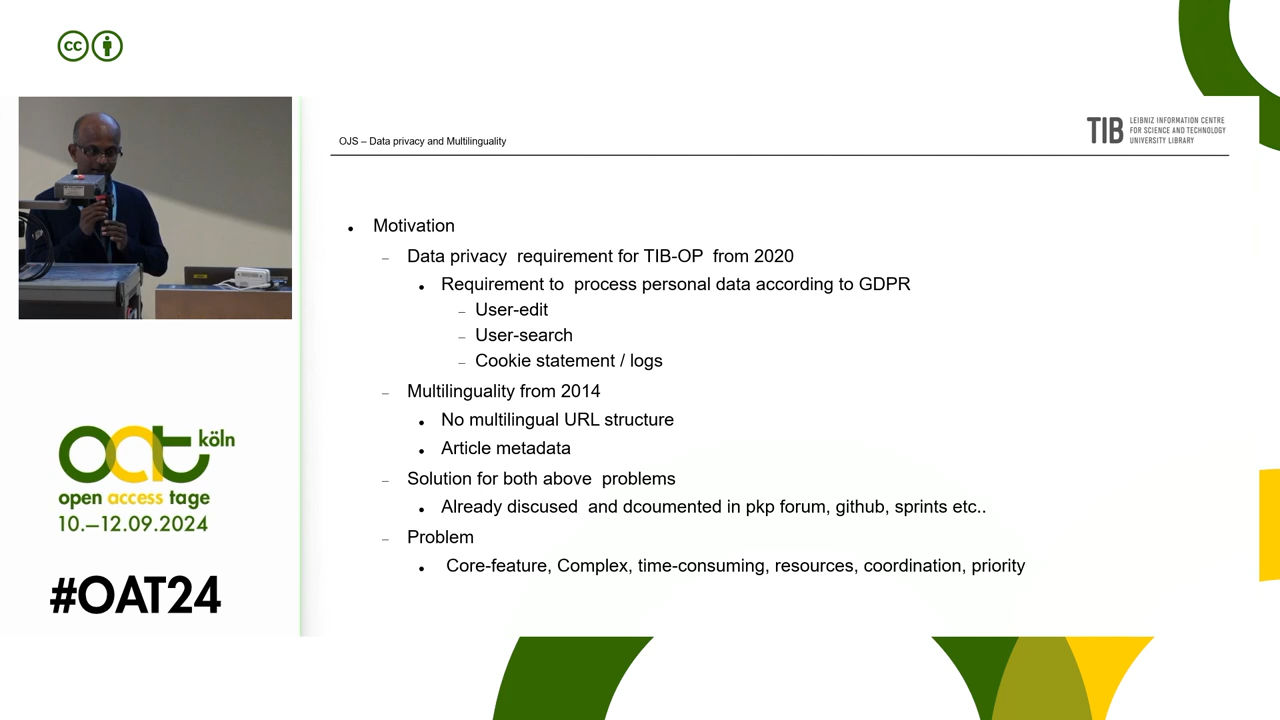 cc
OJS – Data privacy and Multilinguality
TIB
LEIBNIZ INFORMATION CENTRE
FOR SCIENCE AND TECHNOLOGY
UNIVERSITY LIBRARY
Motivation
Data privacy requirement for TIB-OP from 2020
Requirement to process personal data according to GDPR
User-edit
User-search
Cookie statement / logs
Multilinguality from 2014
No multilingual URL structure
Article metadata
Solution for both above problems
Already discused and dcoumented in pkp forum, github, sprints etc..
Problem
Core-feature, Complex, time-consuming, resources, coordination, priority
oat köln
open access tage
10.–12.09.2024
#OAT24